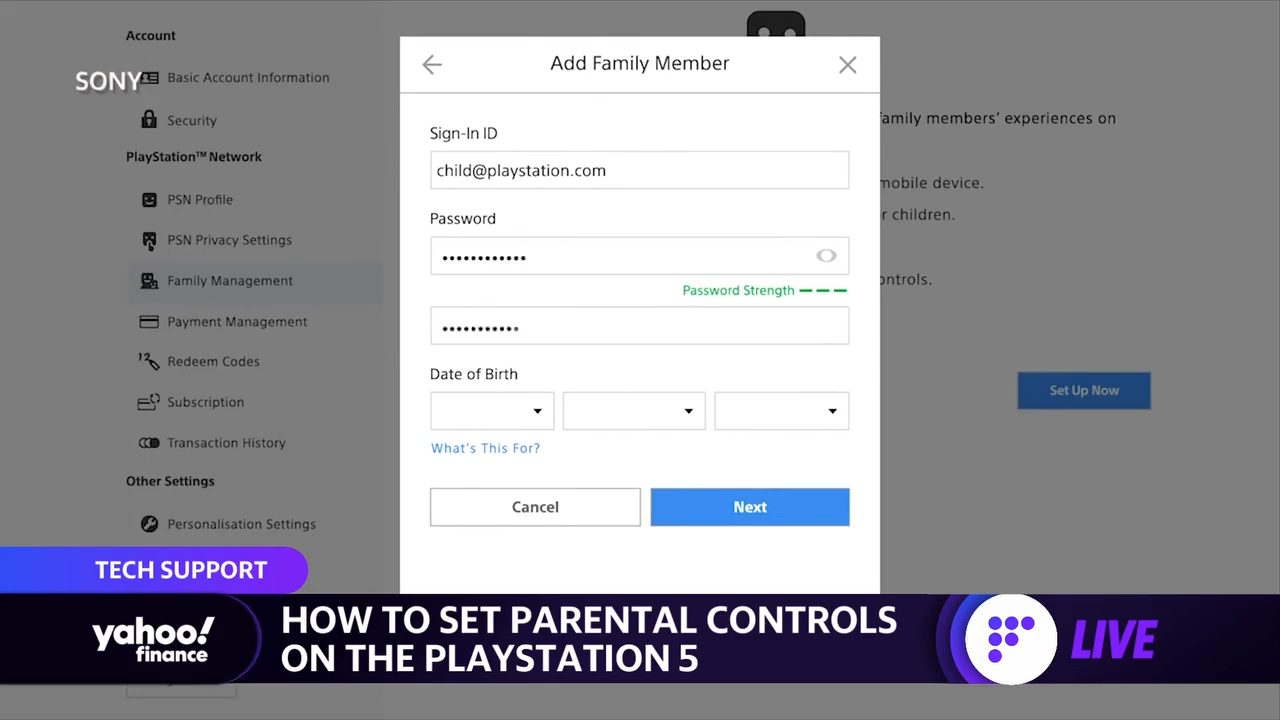 Account
SONY
Basic Account Information
Security
PlayStation™ Network
PSN Profile
PSN Privacy Settings
Family Management
Payment Management
Redeem Codes
Subscription
Transaction History
Other Settings
Personalisation Settings
Add Family Member
Sign-In ID
child@playstation.com
Password
••••••••••••
Password Strength
•••••••••••
Date of Birth
What's This For?
Cancel
Next
family members' experiences on
mobile device.
r children.
ontrols.
Set Up Now
TECH SUPPORT
yahoo!
finance
HOW TO SET PARENTAL CONTROLS
ON THE PLAYSTATION 5
LIVE